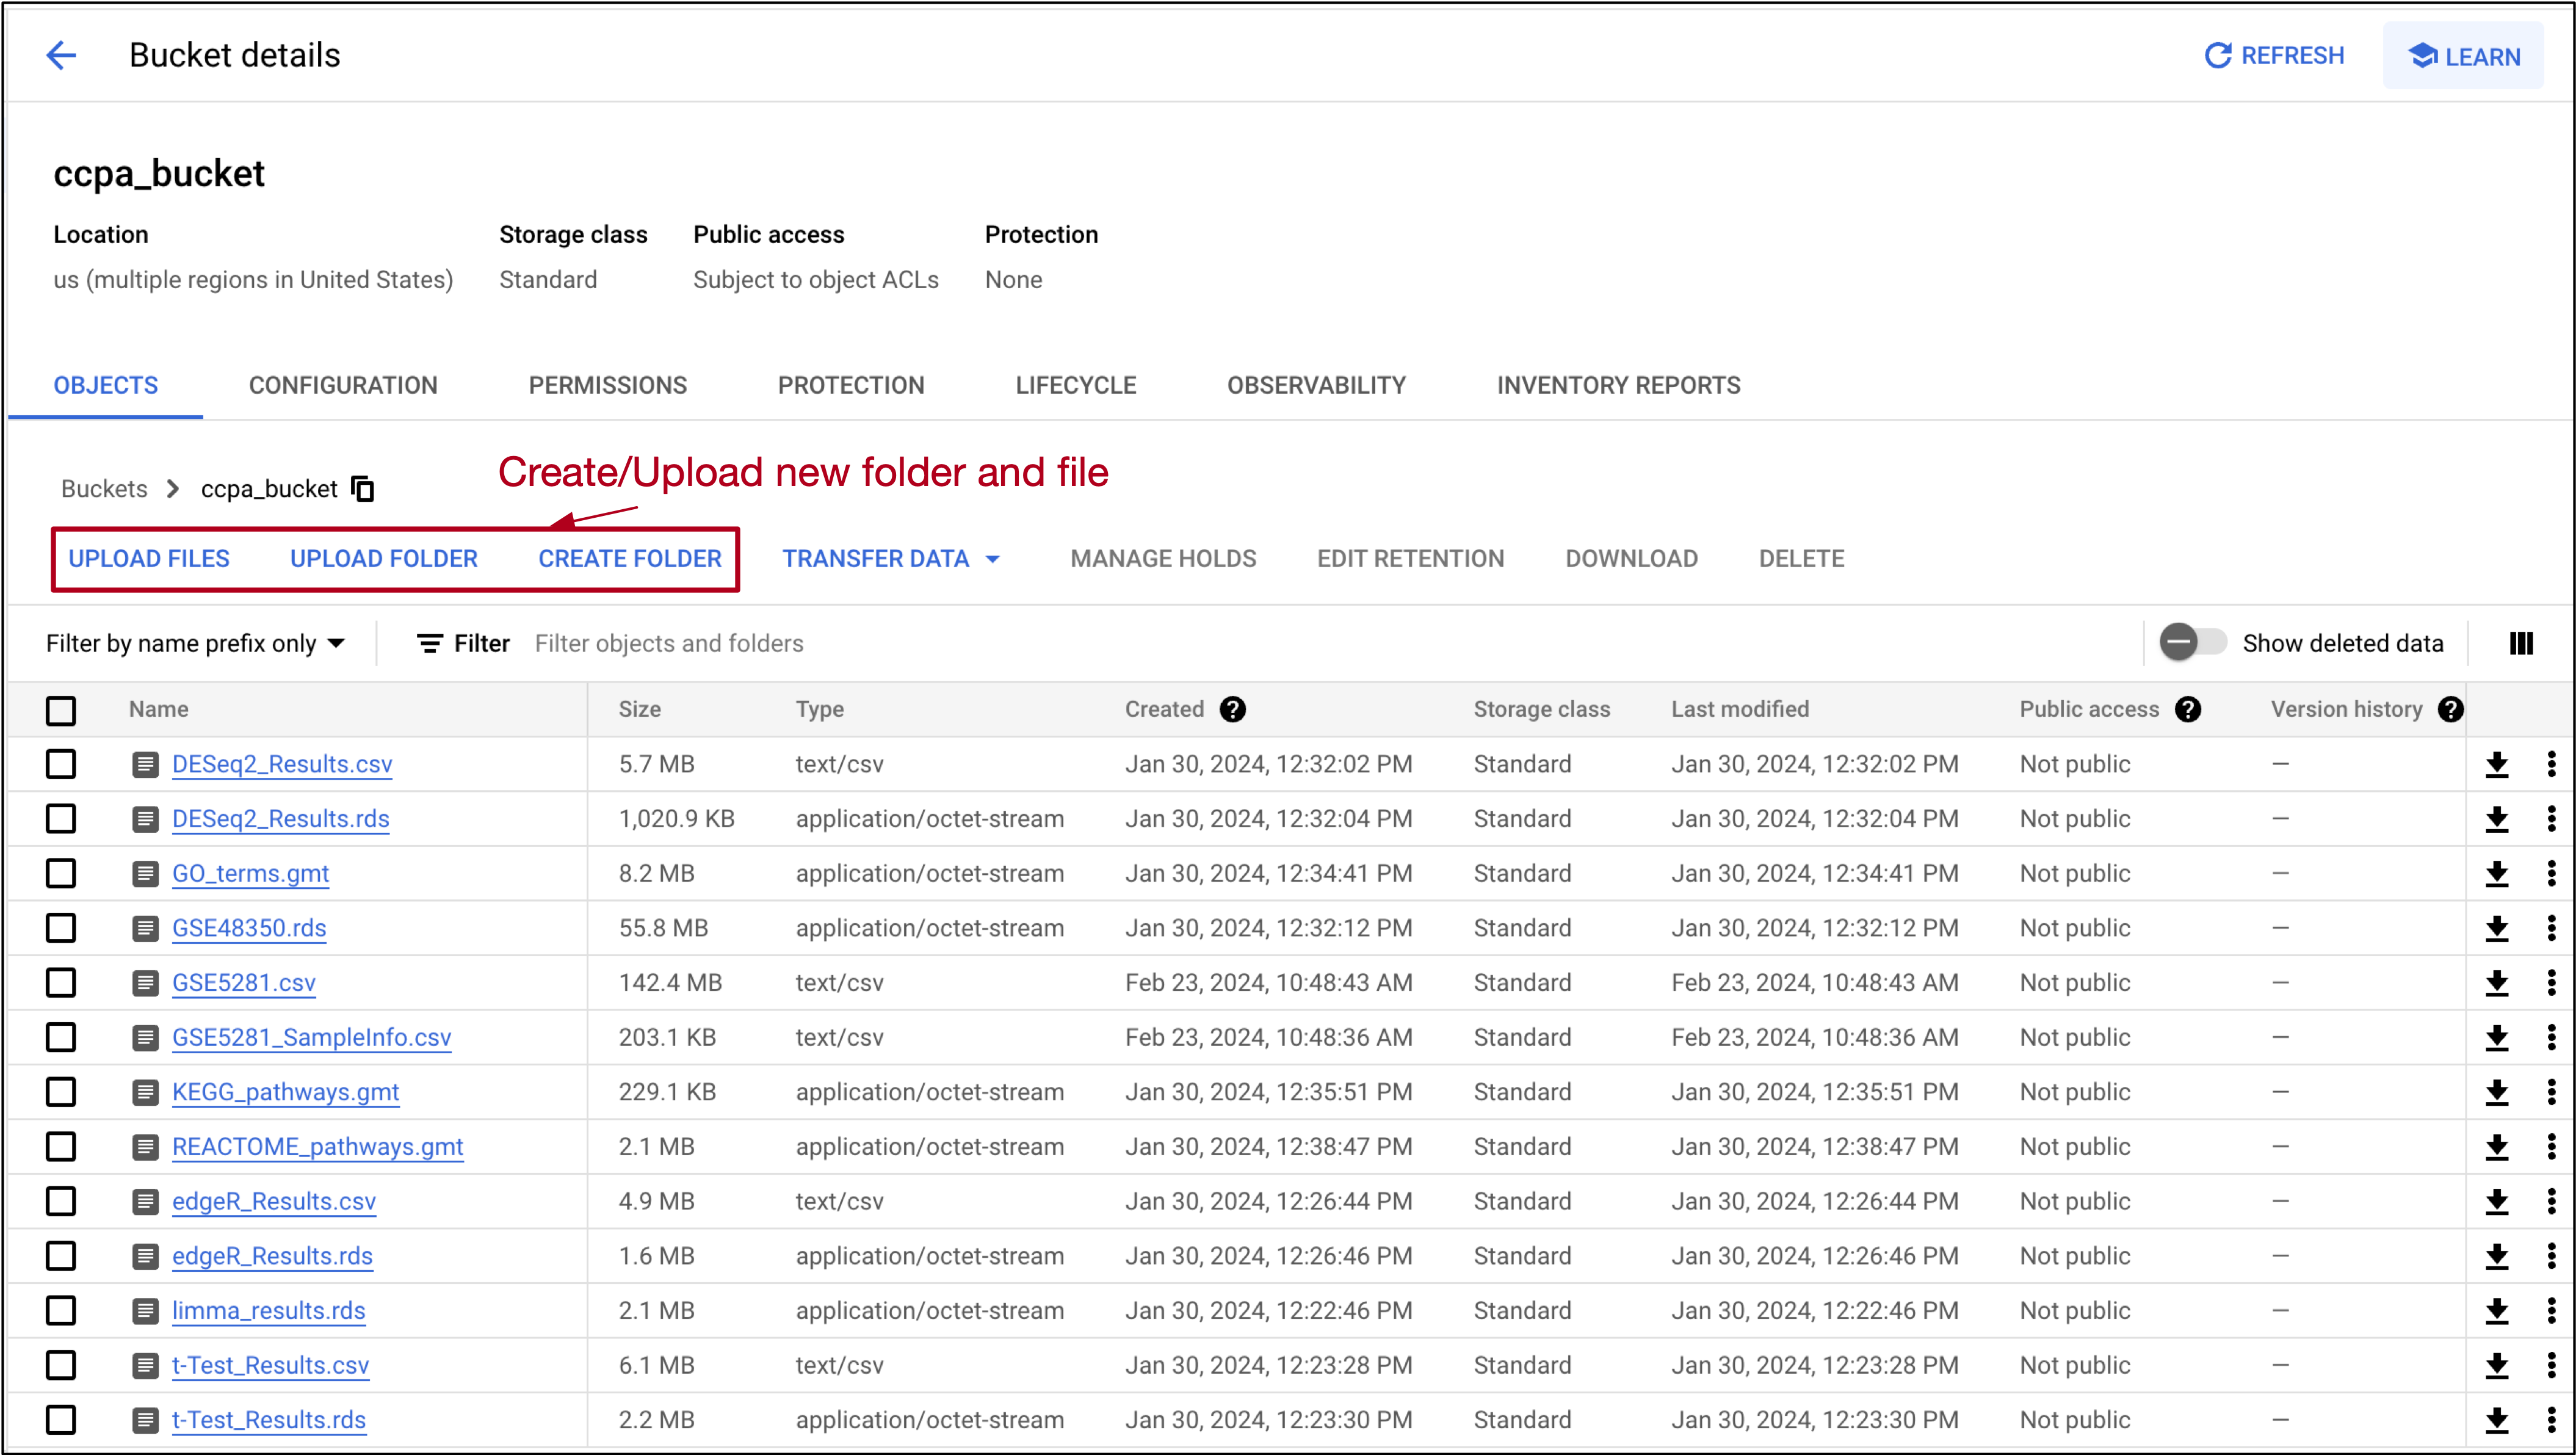 Bucket details REFRESH LEARN
ccpa_bucket
Location Storage class Public access Protection
us (multiple regions in United States) Standard Subject to object ACLs None
OBJECTS CONFIGURATION PERMISSIONS PROTECTION LIFECYCLE OBSERVABILITY INVENTORY REPORTS
Create/Upload new folder and file
Buckets > ccpa_bucket
UPLOAD FILES UPLOAD FOLDER CREATE FOLDER TRANSFER DATA MANAGE HOLDS EDIT RETENTION DOWNLOAD DELETE
Filter by name prefix only Filter Filter objects and folders Show deleted data
Name Size Type Created ? Storage class Last modified Public access ? Version history ?
DESeq2_Results.csv 5.7 MB text/csv Jan 30, 2024, 12:32:02 PM Standard Jan 30, 2024, 12:32:02 PM Not public —
DESeq2_Results.rds 1,020.9 KB application/octet-stream Jan 30, 2024, 12:32:04 PM Standard Jan 30, 2024, 12:32:04 PM Not public —
GO_terms.gmt 8.2 MB application/octet-stream Jan 30, 2024, 12:34:41 PM Standard Jan 30, 2024, 12:34:41 PM Not public —
GSE48350.rds 55.8 MB application/octet-stream Jan 30, 2024, 12:32:12 PM Standard Jan 30, 2024, 12:32:12 PM Not public —
GSE5281.csv 142.4 MB text/csv Feb 23, 2024, 10:48:43 AM Standard Feb 23, 2024, 10:48:43 AM Not public —
GSE5281_SampleInfo.csv 203.1 KB text/csv Feb 23, 2024, 10:48:36 AM Standard Feb 23, 2024, 10:48:36 AM Not public —
KEGG_pathways.gmt 229.1 KB application/octet-stream Jan 30, 2024, 12:35:51 PM Standard Jan 30, 2024, 12:35:51 PM Not public —
REACTOME_pathways.gmt 2.1 MB application/octet-stream Jan 30, 2024, 12:38:47 PM Standard Jan 30, 2024, 12:38:47 PM Not public —
edgeR_Results.csv 4.9 MB text/csv Jan 30, 2024, 12:26:44 PM Standard Jan 30, 2024, 12:26:44 PM Not public —
edgeR_Results.rds 1.6 MB application/octet-stream Jan 30, 2024, 12:26:46 PM Standard Jan 30, 2024, 12:26:46 PM Not public —
limma_results.rds 2.1 MB application/octet-stream Jan 30, 2024, 12:22:46 PM Standard Jan 30, 2024, 12:22:46 PM Not public —
t-Test_Results.csv 6.1 MB text/csv Jan 30, 2024, 12:23:28 PM Standard Jan 30, 2024, 12:23:28 PM Not public —
t-Test_Results.rds 2.2 MB application/octet-stream Jan 30, 2024, 12:23:30 PM Standard Jan 30, 2024, 12:23:30 PM Not public —